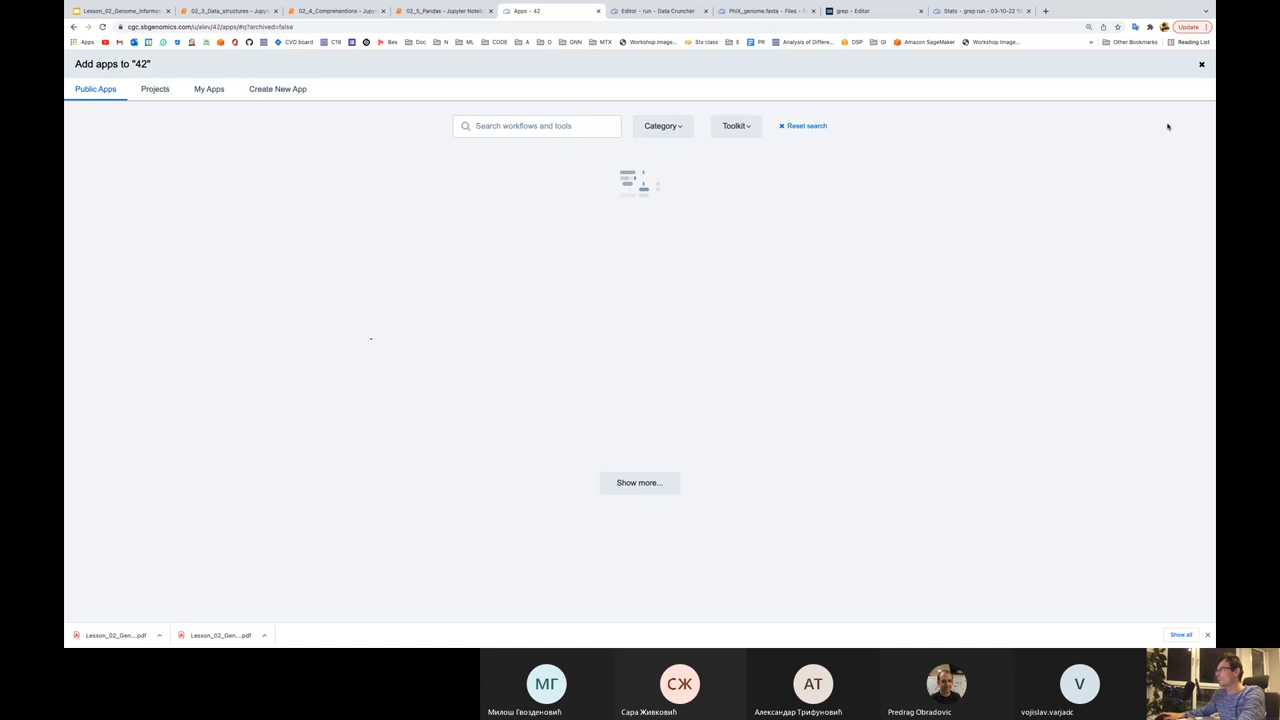 Lesson_02_Genome_Informati
02_3_Data_structures - Jupyt
02_4_Comprehentions - Jupyt
02_5_Pandas - Jupyter Noteb
Apps - 42
Editor - run - Data Cruncher
PhiX_genome.fasta - Files - F
grep - Editor
Stats - grep run - 03-10-22 1
cgc.sbgenomics.com/u/alev/42/apps/#q?archived=false
Update
Apps
CVD board
C19
Bes
Doc
N
ML
CODE
A
D
GNN
MTX
Workshop Image...
Stx class
E
PR
Analysis of Differe...
DSP
GI
Amazon SageMaker
Workshop Image...
»
Other Bookmarks
Reading List
Add apps to "42"
Public Apps
Projects
My Apps
Create New App
Search workflows and tools
Category
Toolkit
Reset search
Show more...
Lesson_02_Gen....pdf
Lesson_02_Gen....pdf
Show all
МГ
СЖ
АТ
V
Милош Гвозденовић
Сара Живковић
Александар Трифуновић
Predrag Obradovic
vojislav.varjacic